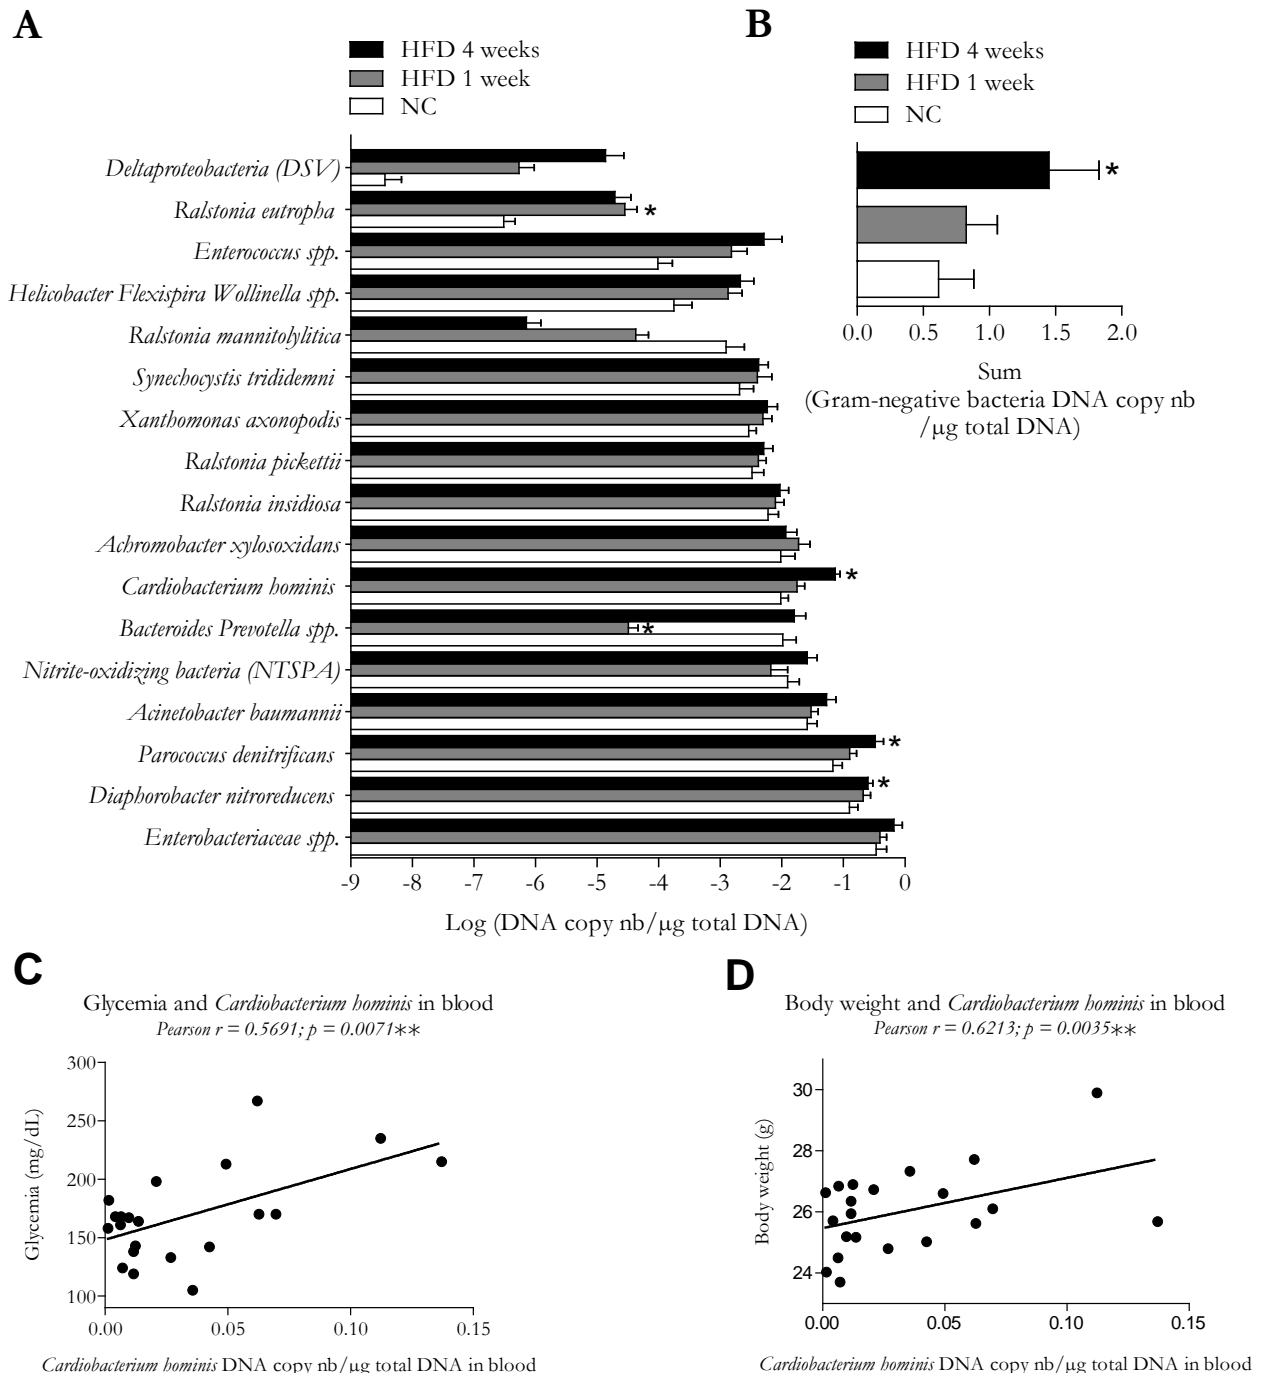 A
HFD 4 weeks
HFD 1 week
NC
Deltaproteobacteria (DSV)
Ralstonia eutropha
*
Enterococcus spp.
Helicobacter Flexispira Wollinella spp.
Ralstonia mannitolylitica
Synechocystis trididemni
Xanthomonas axonopodis
Ralstonia pickettii
Ralstonia insidiosa
Achromobacter xylosoxidans
Cardiobacterium hominis
*
Bacteroides Prevotella spp.
*
Nitrite-oxidizing bacteria (NTSPA)
Acinetobacter baumannii
Parococcus denitrificans
*
Diaphorobacter nitroreducens
*
Enterobacteriaceae spp.
-9 -8 -7 -6 -5 -4 -3 -2 -1 0
Log (DNA copy nb/µg total DNA)
B
HFD 4 weeks
HFD 1 week
NC
*
0.0 0.5 1.0 1.5 2.0
Sum
(Gram-negative bacteria DNA copy nb
/µg total DNA)
C
Glycemia and Cardiobacterium hominis in blood
Pearson r = 0.5691; p = 0.0071**
Glycemia (mg/dL)
300
250
200
150
100
0.00 0.05 0.10 0.15
Cardiobacterium hominis DNA copy nb/µg total DNA in blood
D
Body weight and Cardiobacterium hominis in blood
Pearson r = 0.6213; p = 0.0035**
Body weight (g)
30
28
26
24
0.00 0.05 0.10 0.15
Cardiobacterium hominis DNA copy nb/µg total DNA in blood